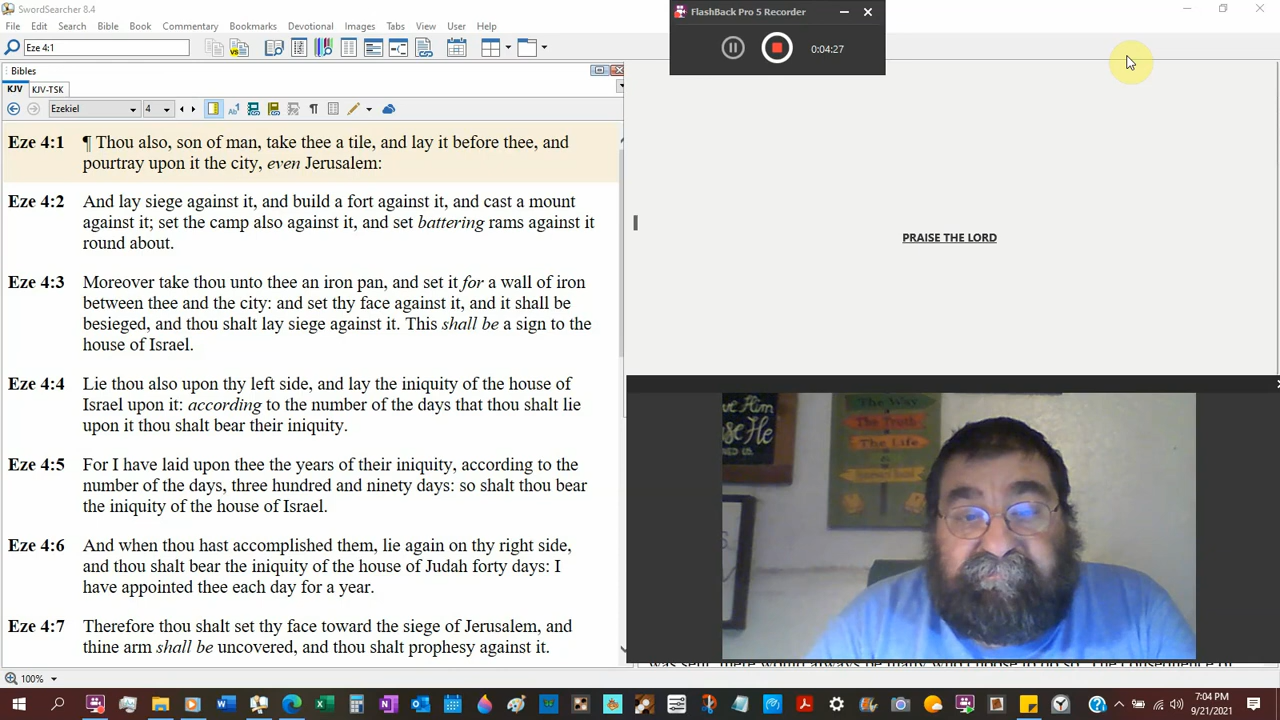 SwordSearcher 8.4
File Edit Search Bible Book Commentary Bookmarks Devotional Images Tabs View User Help
Eze 4:1
VS
FlashBack Pro 5 Recorder
0:04:27
Bibles
KJV KJV-TSK
Ezekiel 4
Eze 4:1 ¶ Thou also, son of man, take thee a tile, and lay it before thee, and
pourtray upon it the city, even Jerusalem:
Eze 4:2 And lay siege against it, and build a fort against it, and cast a mount
against it; set the camp also against it, and set battering rams against it
round about.
Eze 4:3 Moreover take thou unto thee an iron pan, and set it for a wall of iron
between thee and the city: and set thy face against it, and it shall be
besieged, and thou shalt lay siege against it. This shall be a sign to the
house of Israel.
Eze 4:4 Lie thou also upon thy left side, and lay the iniquity of the house of
Israel upon it: according to the number of the days that thou shalt lie
upon it thou shalt bear their iniquity.
Eze 4:5 For I have laid upon thee the years of their iniquity, according to the
number of the days, three hundred and ninety days: so shalt thou bear
the iniquity of the house of Israel.
Eze 4:6 And when thou hast accomplished them, lie again on thy right side,
and thou shalt bear the iniquity of the house of Judah forty days: I
have appointed thee each day for a year.
Eze 4:7 Therefore thou shalt set thy face toward the siege of Jerusalem, and
thine arm shall be uncovered, and thou shalt prophesy against it.
100%
PRAISE THE LORD
Him
He
The Way
The Truth
The Life
7:04 PM
9/21/2021